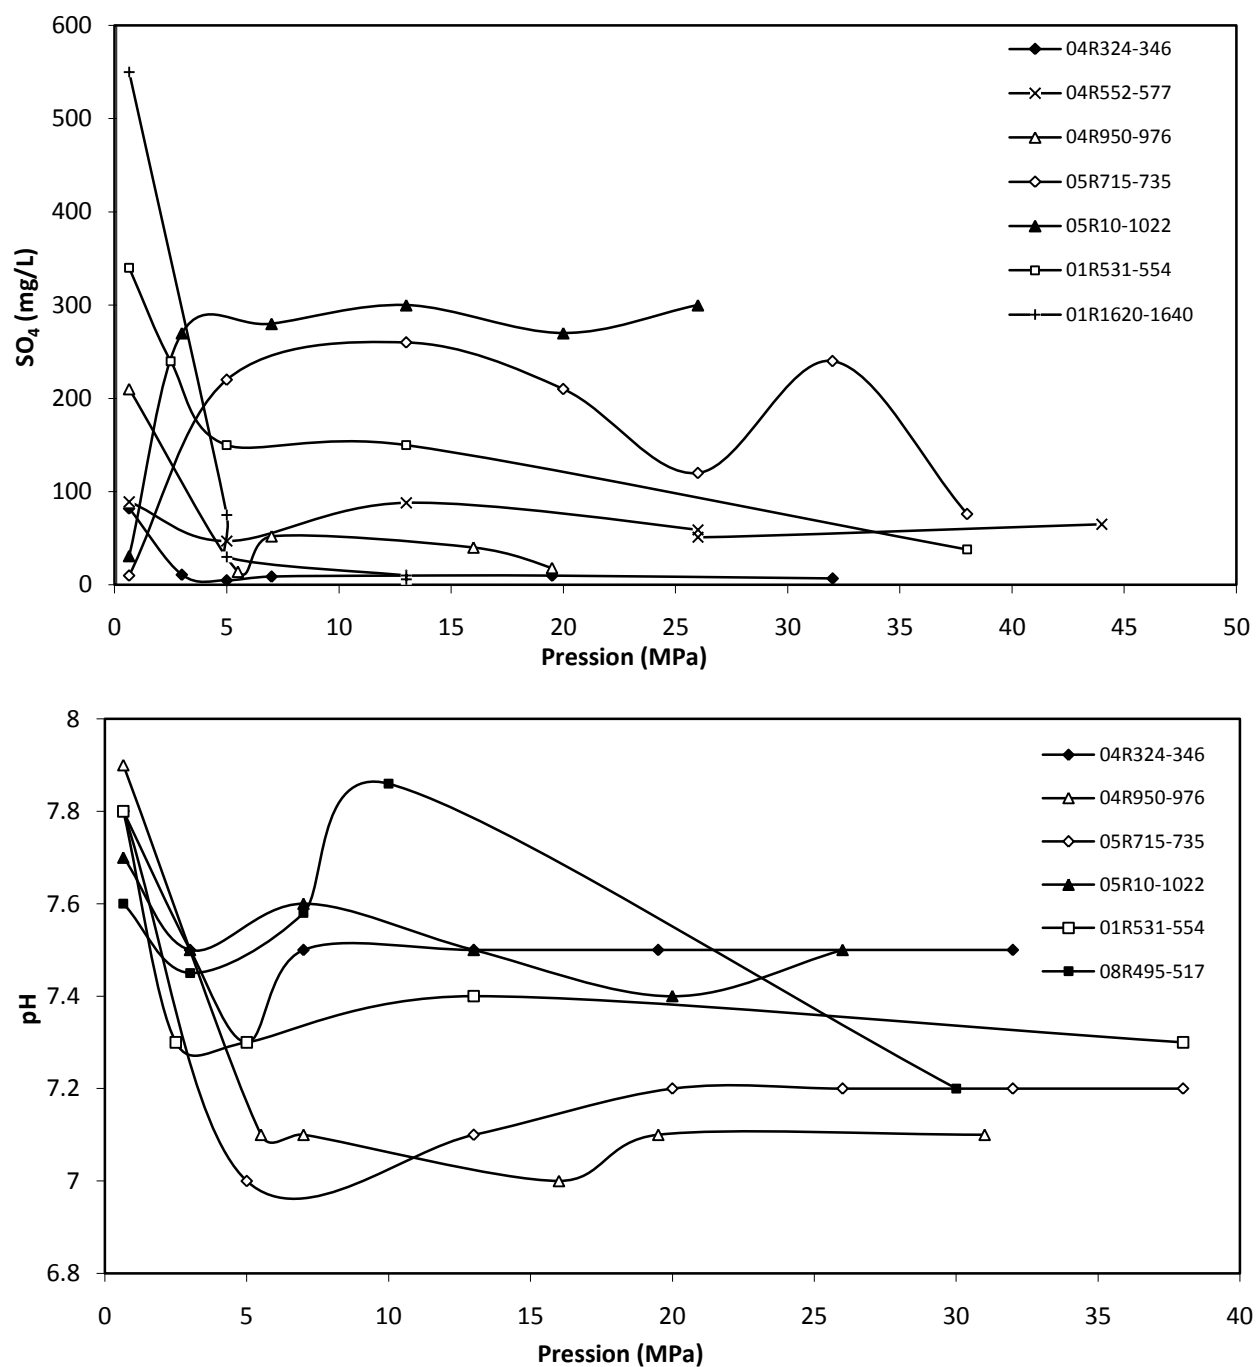 600
500
400
300
200
100
0
SO₄ (mg/L)
0 5 10 15 20 25 30 35 40 45 50
Pression (MPa)
04R324-346
04R552-577
04R950-976
05R715-735
05R10-1022
01R531-554
01R1620-1640
8
7.8
7.6
7.4
7.2
7
6.8
pH
0 5 10 15 20 25 30 35 40
Pression (MPa)
04R324-346
04R950-976
05R715-735
05R10-1022
01R531-554
08R495-517